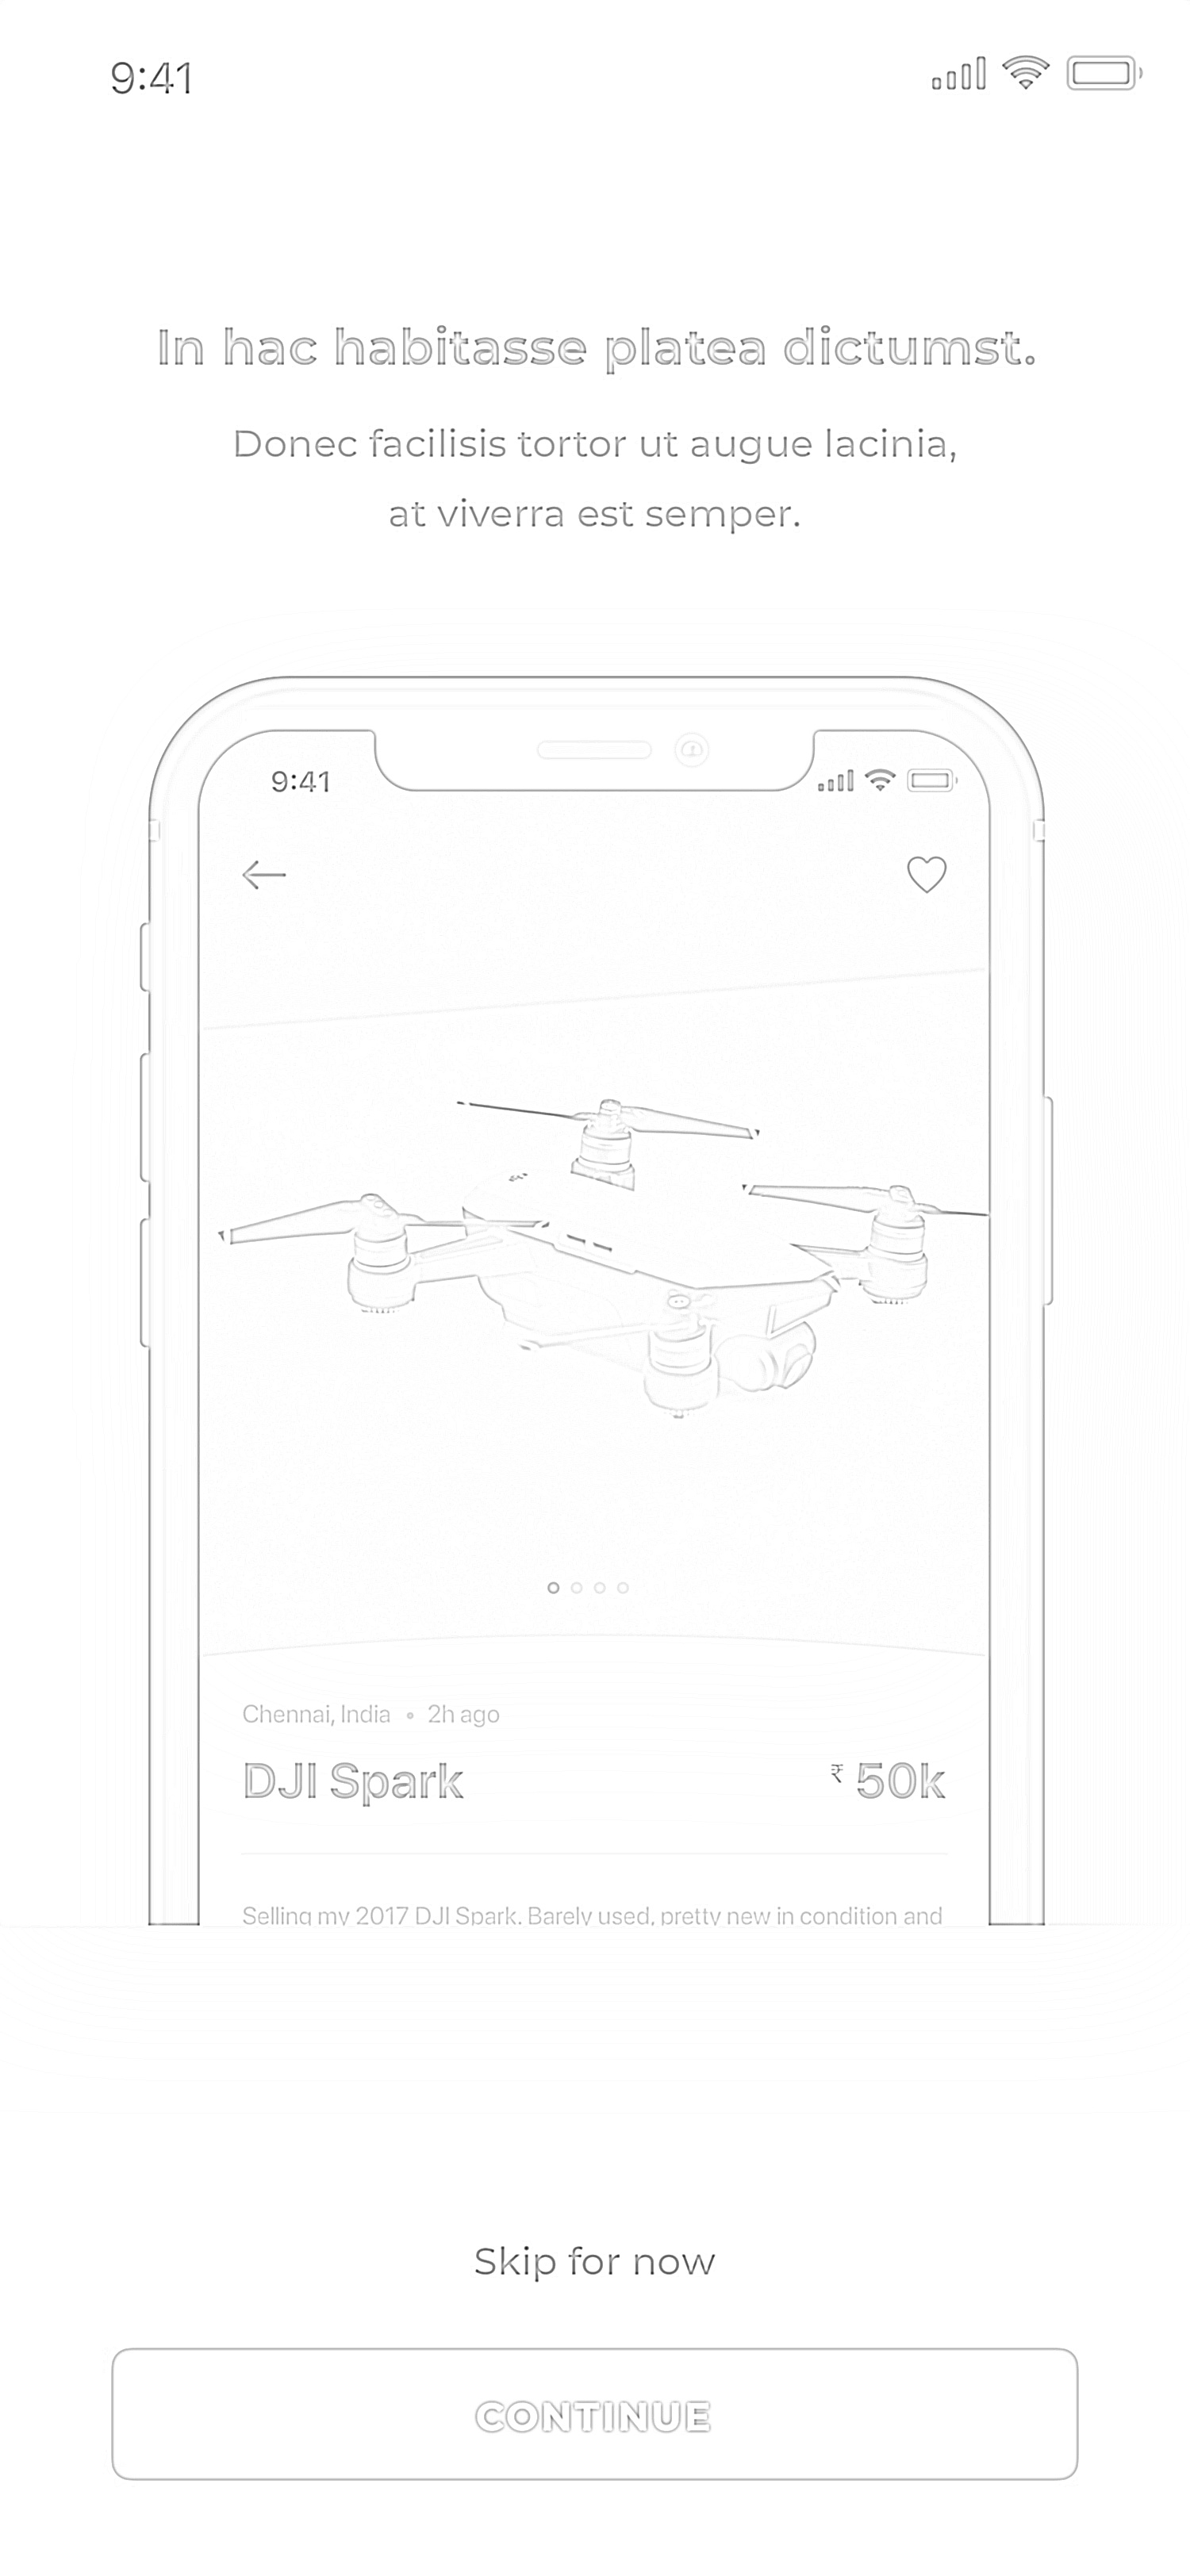 9:41
In hac habitasse platea dictumst.
Donec facilisis tortor ut augue lacinia,
at viverra est semper.
9:41
Chennai, India • 2h ago
DJI Spark
₹ 50k
Selling my 2017 DJI Spark. Barely used, pretty new in condition and
Skip for now
CONTINUE